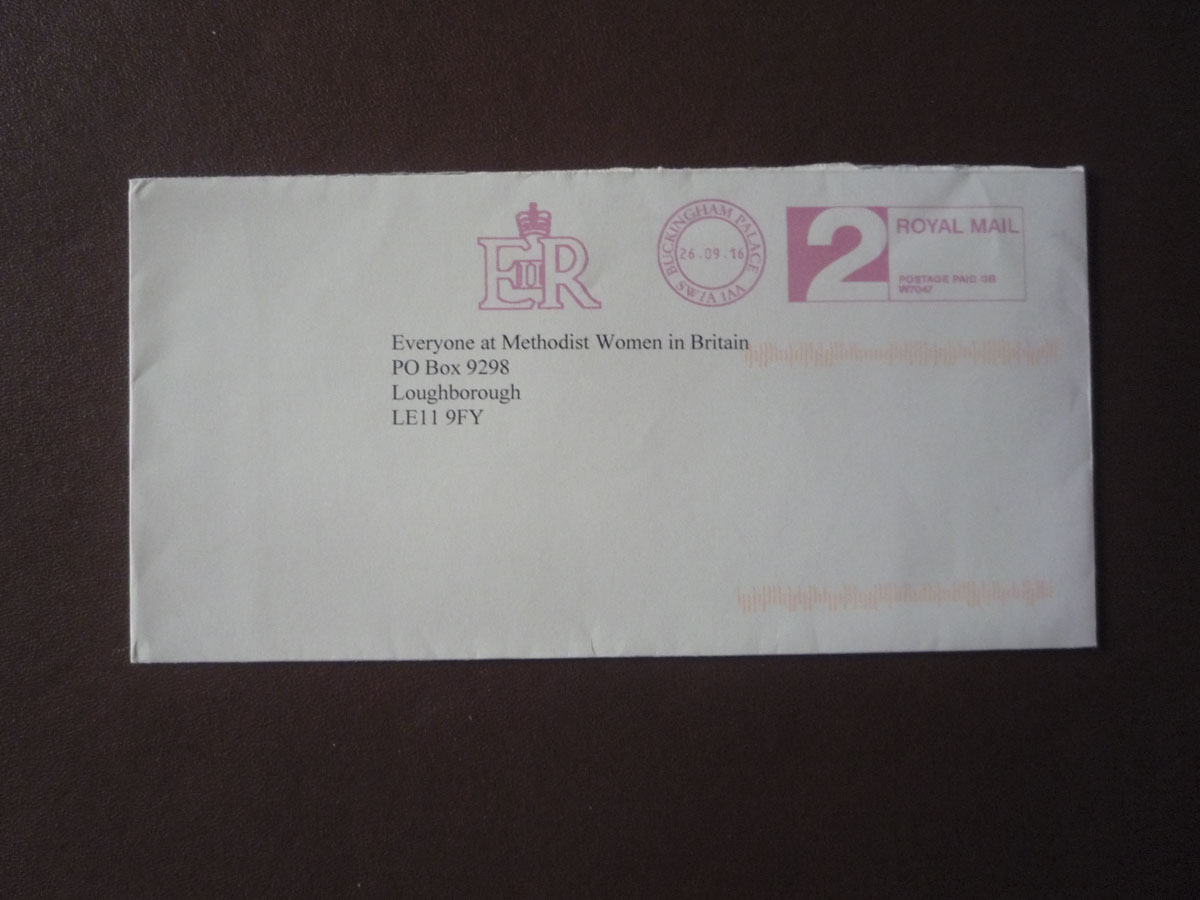 EIIR
BUCKINGHAM PALACE
26.09.16
SW1A 1AA
2
ROYAL MAIL
POSTAGE PAID GB
W7047
Everyone at Methodist Women in Britain
PO Box 9298
Loughborough
LE11 9FY